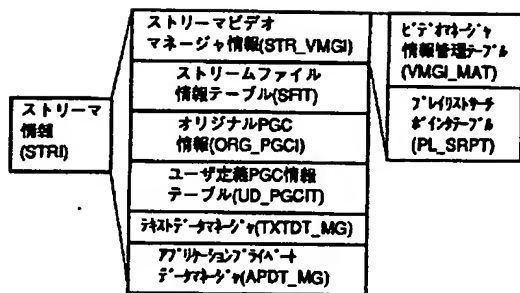 ストリーマ
情報
(STRI)
ストリーマビデオ
マネージャ情報(STR_VMGI)
ストリームファイル
情報テーブル(SFIT)
オリジナルPGC
情報(ORG_PGCI)
ユーザ定義PGC情報
テーブル(UD_PGCIT)
ﾃｷｽﾄﾃﾞｰﾀﾏﾈｰｼﾞｬ(TXTDT_MG)
ｱﾌﾟﾘｹｰｼｮﾝﾌﾟﾗｲﾍﾞｰﾄ
ﾃﾞｰﾀﾏﾈｰｼﾞｬ(APDT_MG)
ﾋﾞﾃﾞｵﾏﾈｰｼﾞｬ
情報管理ﾃｰﾌﾞﾙ
(VMGI_MAT)
ﾌﾟﾚｲﾘｽﾄｻｰﾁ
ﾎﾟｲﾝﾀﾃｰﾌﾞﾙ
(PL_SRPT)